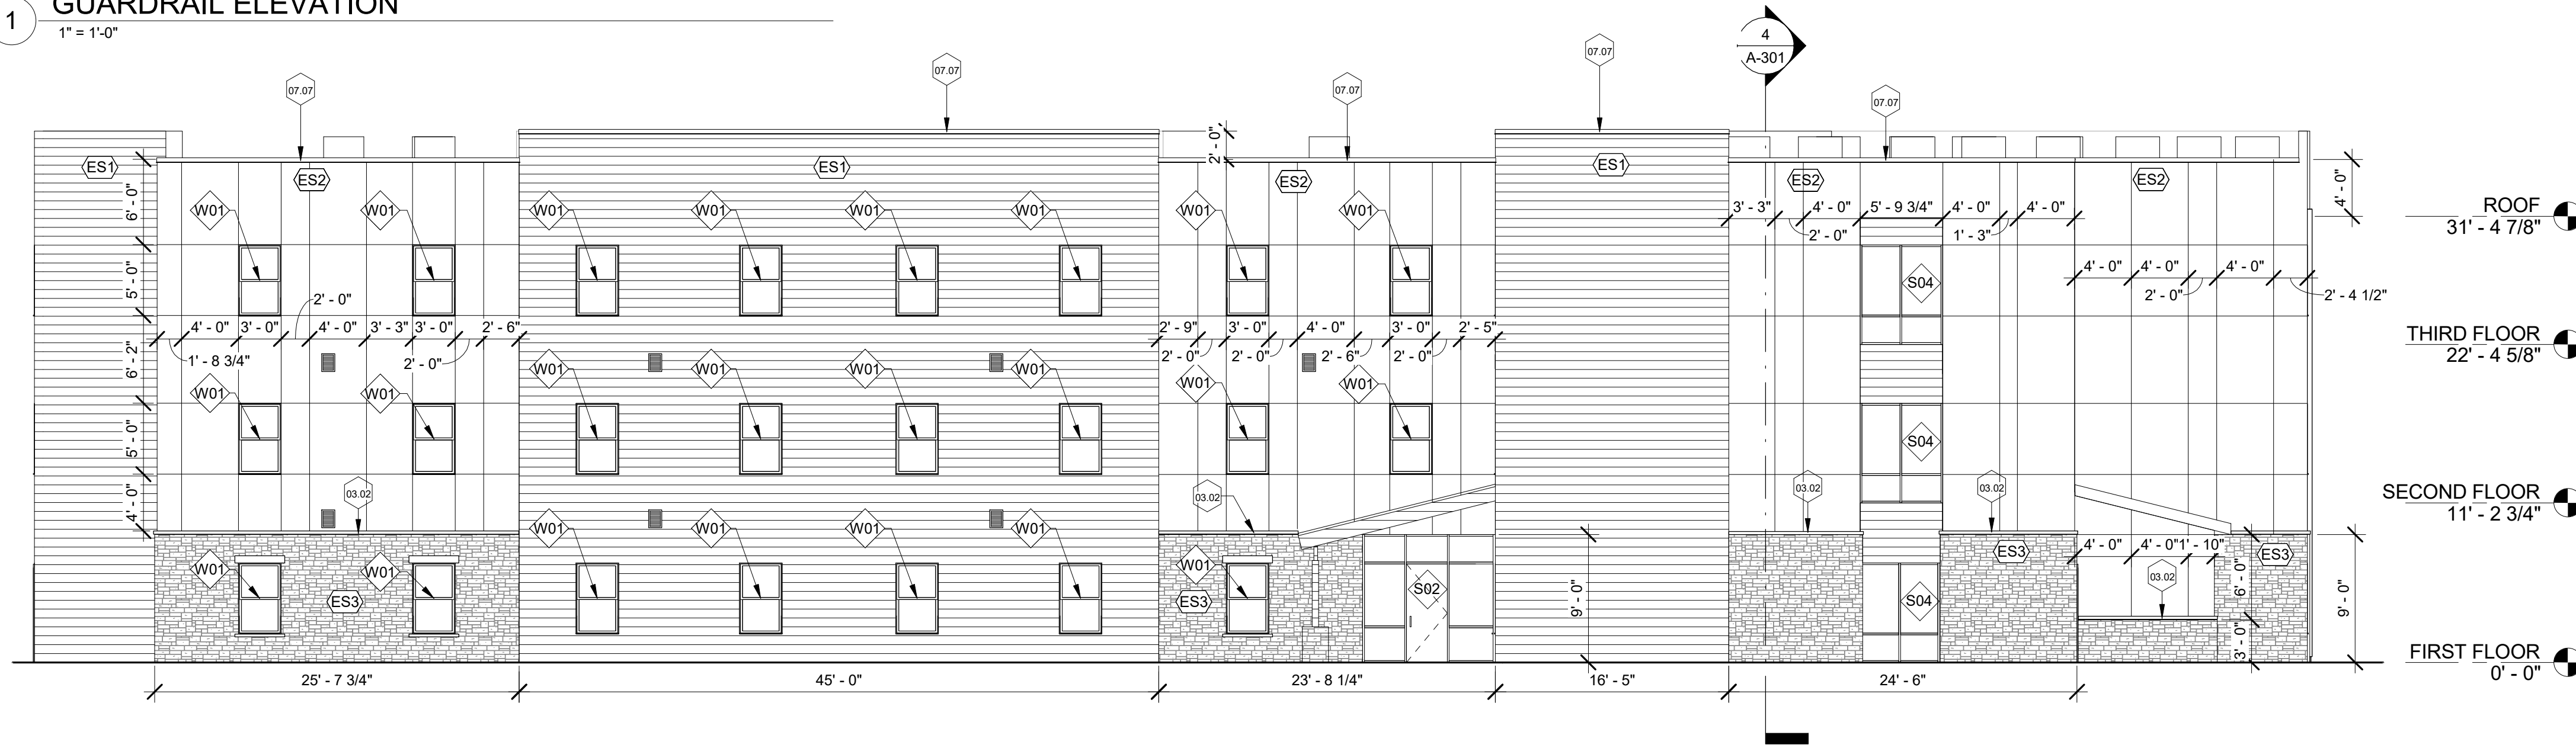 1
GUARDRAIL ELEVATION
1" = 1'-0"
4
A-301
07.07
07.07
07.07
07.07
07.07
ES1
ES2
ES1
ES2
ES1
ES2
ES2
2' - 0"
6' - 0"
5' - 0"
6' - 2"
5' - 0"
4' - 0"
W01
W01
W01
W01
W01
W01
W01
W01
3' - 3"
4' - 0"
5' - 9 3/4"
4' - 0"
4' - 0"
2' - 0"
1' - 3"
4' - 0"
ROOF
31' - 4 7/8"
S04
4' - 0"
4' - 0"
4' - 0"
2' - 0"
2' - 4 1/2"
2' - 0"
4' - 0"
3' - 0"
4' - 0"
3' - 3"
3' - 0"
2' - 6"
1' - 8 3/4"
2' - 0"
2' - 9"
3' - 0"
4' - 0"
3' - 0"
2' - 5"
2' - 0"
2' - 0"
2' - 6"
2' - 0"
THIRD FLOOR
22' - 4 5/8"
W01
W01
W01
W01
W01
W01
W01
W01
S04
03.02
03.02
03.02
03.02
SECOND FLOOR
11' - 2 3/4"
W01
W01
W01
W01
W01
W01
W01
ES3
ES3
S02
9' - 0"
S04
ES3
4' - 0"
4' - 0"
1' - 10"
03.02
6' - 0"
3' - 0"
ES3
9' - 0"
FIRST FLOOR
0' - 0"
25' - 7 3/4"
45' - 0"
23' - 8 1/4"
16' - 5"
24' - 6"